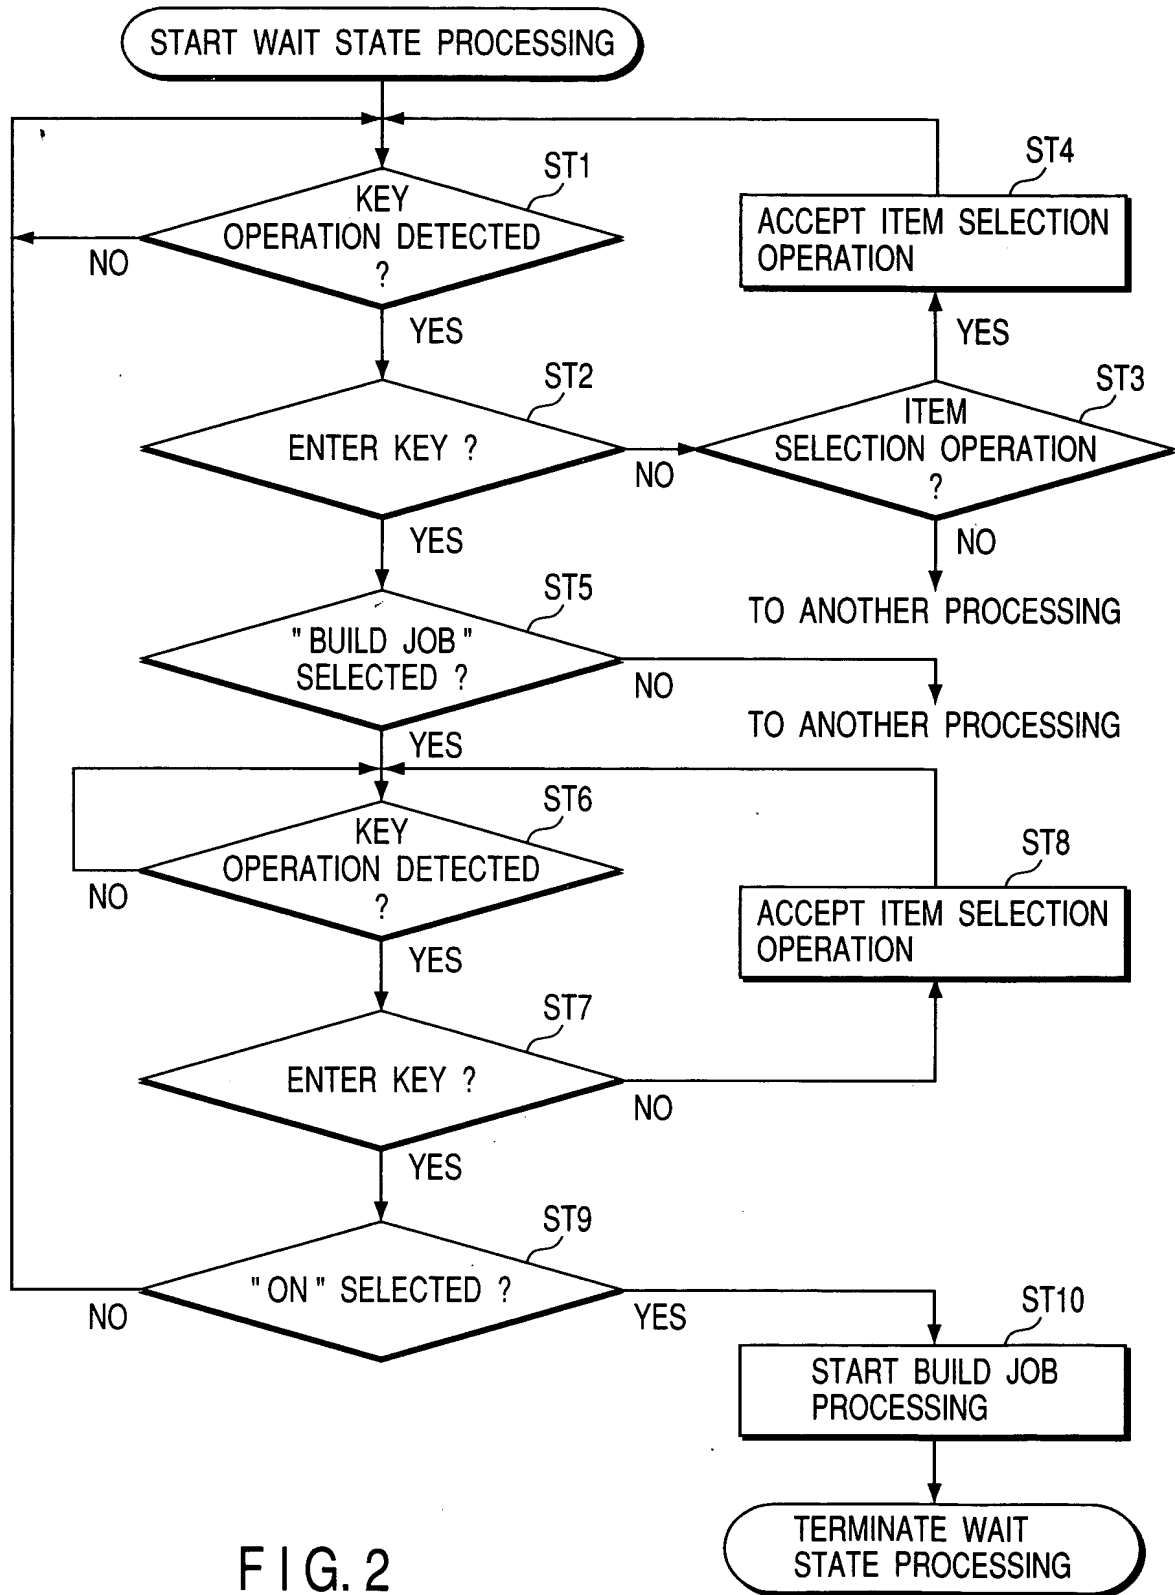 START WAIT STATE PROCESSING
ST1
KEY
OPERATION DETECTED
?
NO
YES
ST4
ACCEPT ITEM SELECTION
OPERATION
YES
ST2
ENTER KEY ?
NO
YES
ST3
ITEM
SELECTION OPERATION
?
NO
TO ANOTHER PROCESSING
ST5
"BUILD JOB"
SELECTED ?
NO
TO ANOTHER PROCESSING
YES
ST6
KEY
OPERATION DETECTED
?
NO
YES
ST8
ACCEPT ITEM SELECTION
OPERATION
ST7
ENTER KEY ?
NO
YES
ST9
"ON" SELECTED ?
NO
YES
ST10
START BUILD JOB
PROCESSING
TERMINATE WAIT
STATE PROCESSING
FIG. 2